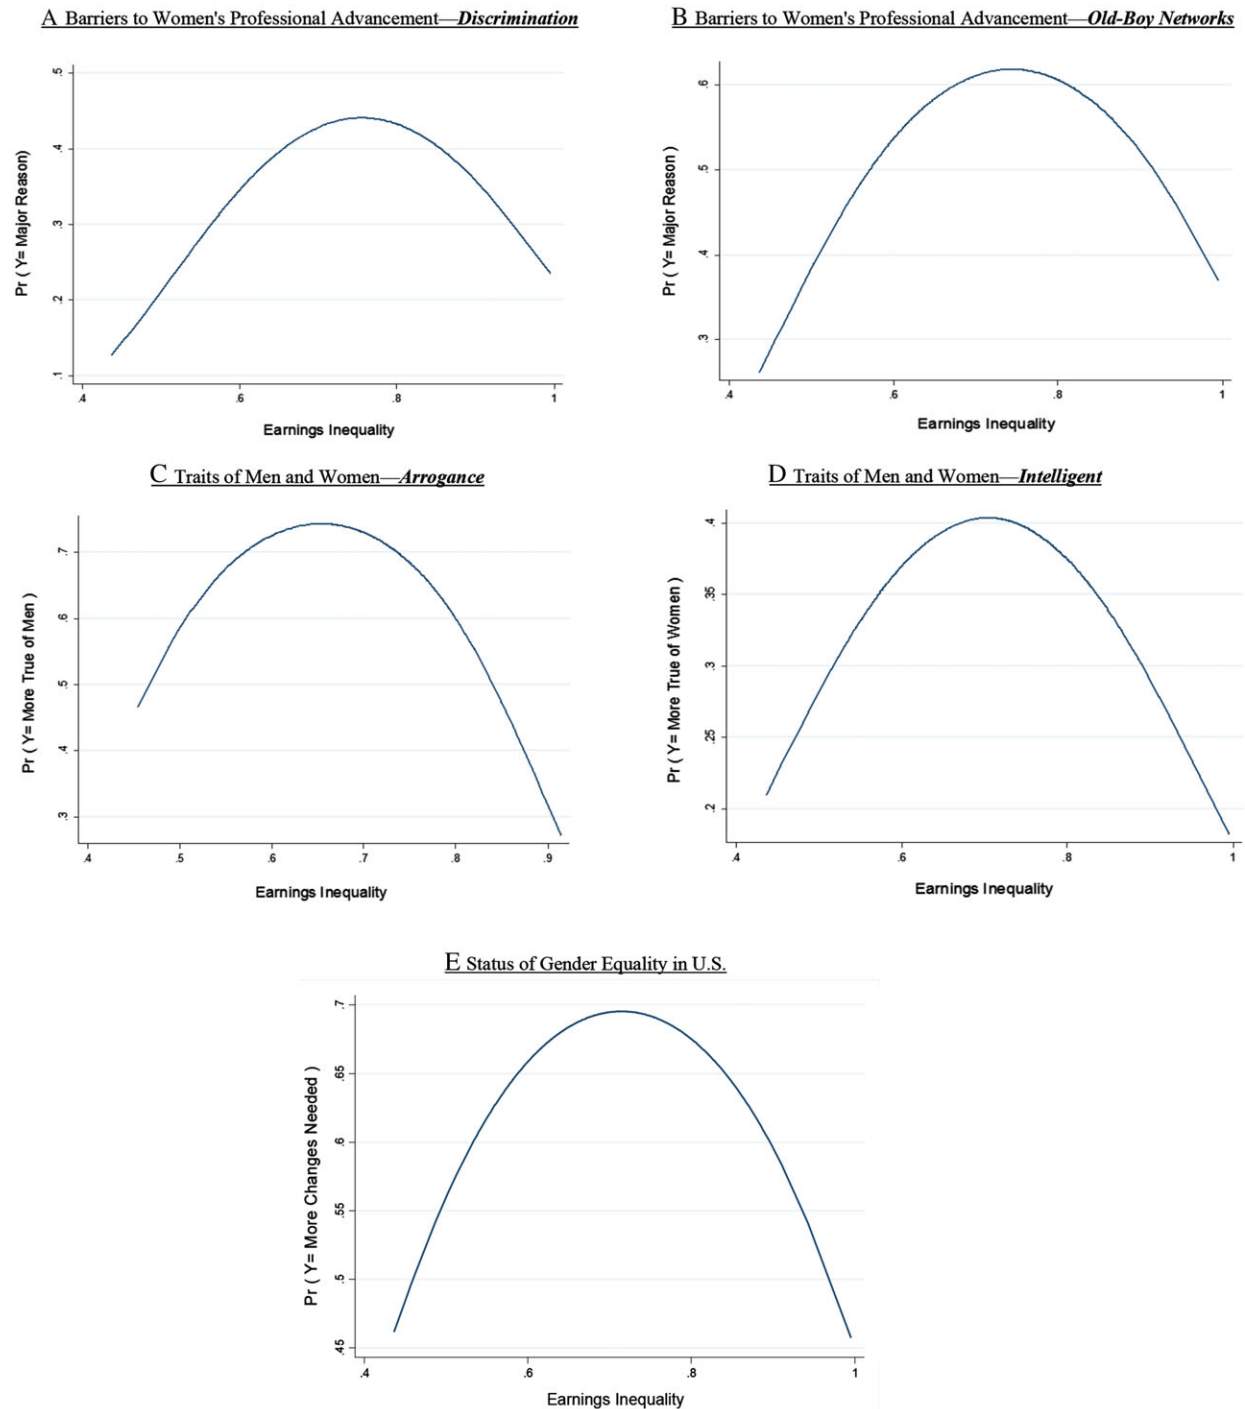 A Barriers to Women's Professional Advancement—Discrimination
.5
.4
.3
.2
.1
Pr ( Y= Major Reason)
.4 .6 .8 1
Earnings Inequality
B Barriers to Women's Professional Advancement—Old-Boy Networks
.6
.5
.4
.3
Pr ( Y= Major Reason )
.4 .6 .8 1
Earnings Inequality
C Traits of Men and Women—Arrogance
.7
.6
.5
.4
.3
Pr ( Y= More True of Men )
.4 .5 .6 .7 .8 .9
Earnings Inequality
D Traits of Men and Women—Intelligent
.4
.35
.3
.25
.2
Pr ( Y= More True of Women )
.4 .6 .8 1
Earnings Inequality
E Status of Gender Equality in U.S.
.7
.65
.6
.55
.5
.45
Pr ( Y= More Changes Needed )
.4 .6 .8 1
Earnings Inequality